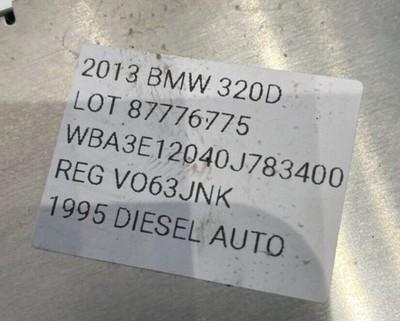 2013 BMW 320D
LOT 87776775
WBA3E12040J783400
REG VO63JNK
1995 DIESEL AUTO